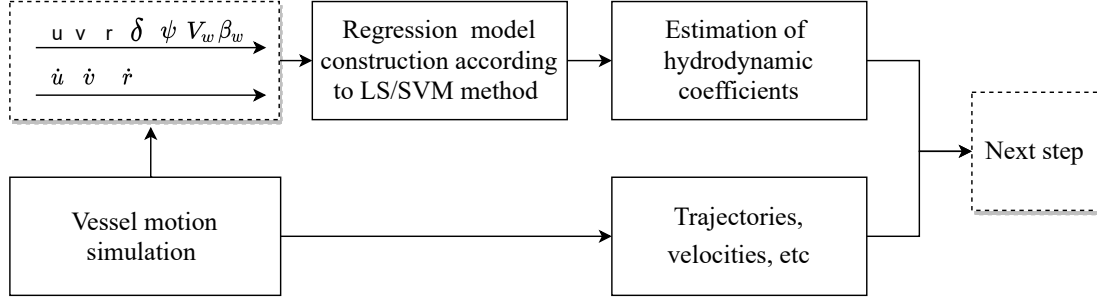 u v r δ ψ V_w β_w
u̇ v̇ ṙ
Regression model
construction according
to LS/SVM method
Estimation of
hydrodynamic
coefficients
Next step
Vessel motion
simulation
Trajectories,
velocities, etc